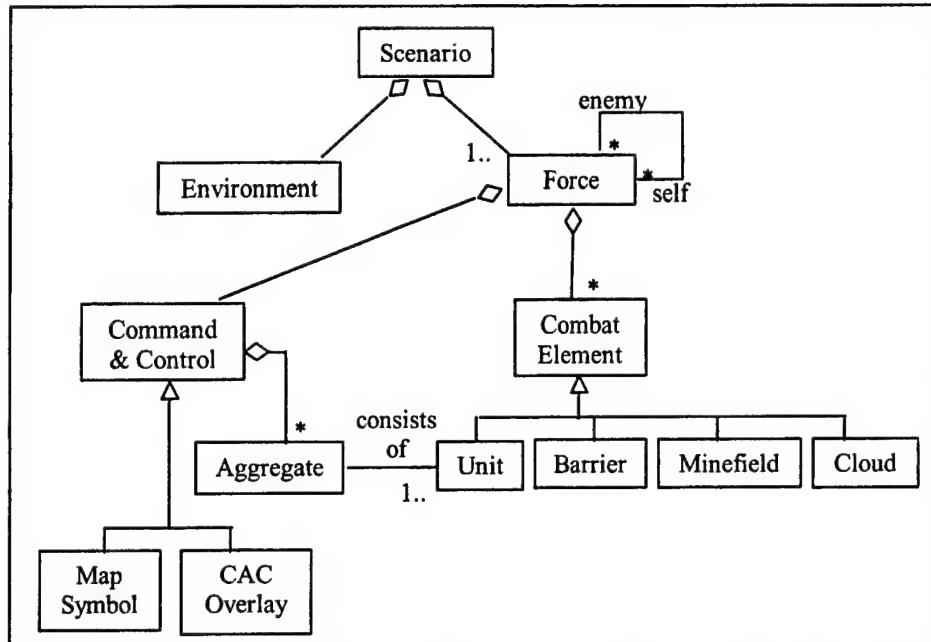 Scenario
enemy
*
1..
*
Environment
Force
self
*
Command
& Control
Combat
Element
*
consists
of
Aggregate
Unit
Barrier
Minefield
Cloud
1..
Map
Symbol
CAC
Overlay